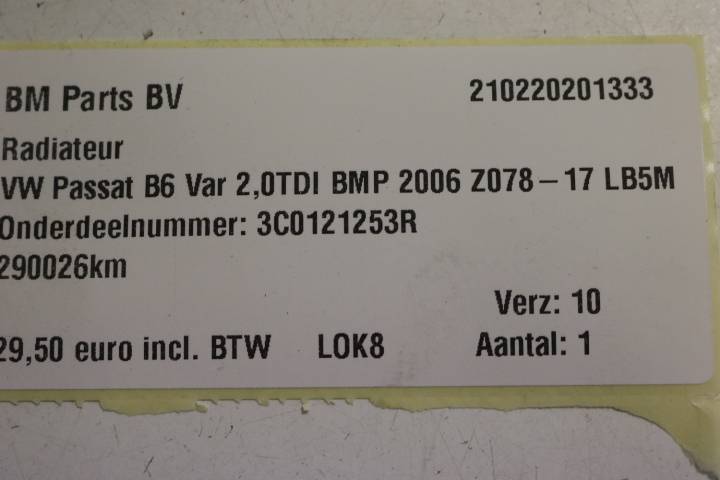 BM Parts BV 210220201333
Radiateur
VW Passat B6 Var 2,0TDI BMP 2006 Z078-17 LB5M
Onderdeelnummer: 3C0121253R
290026km
Verz: 10
29,50 euro incl. BTW LOK8 Aantal: 1